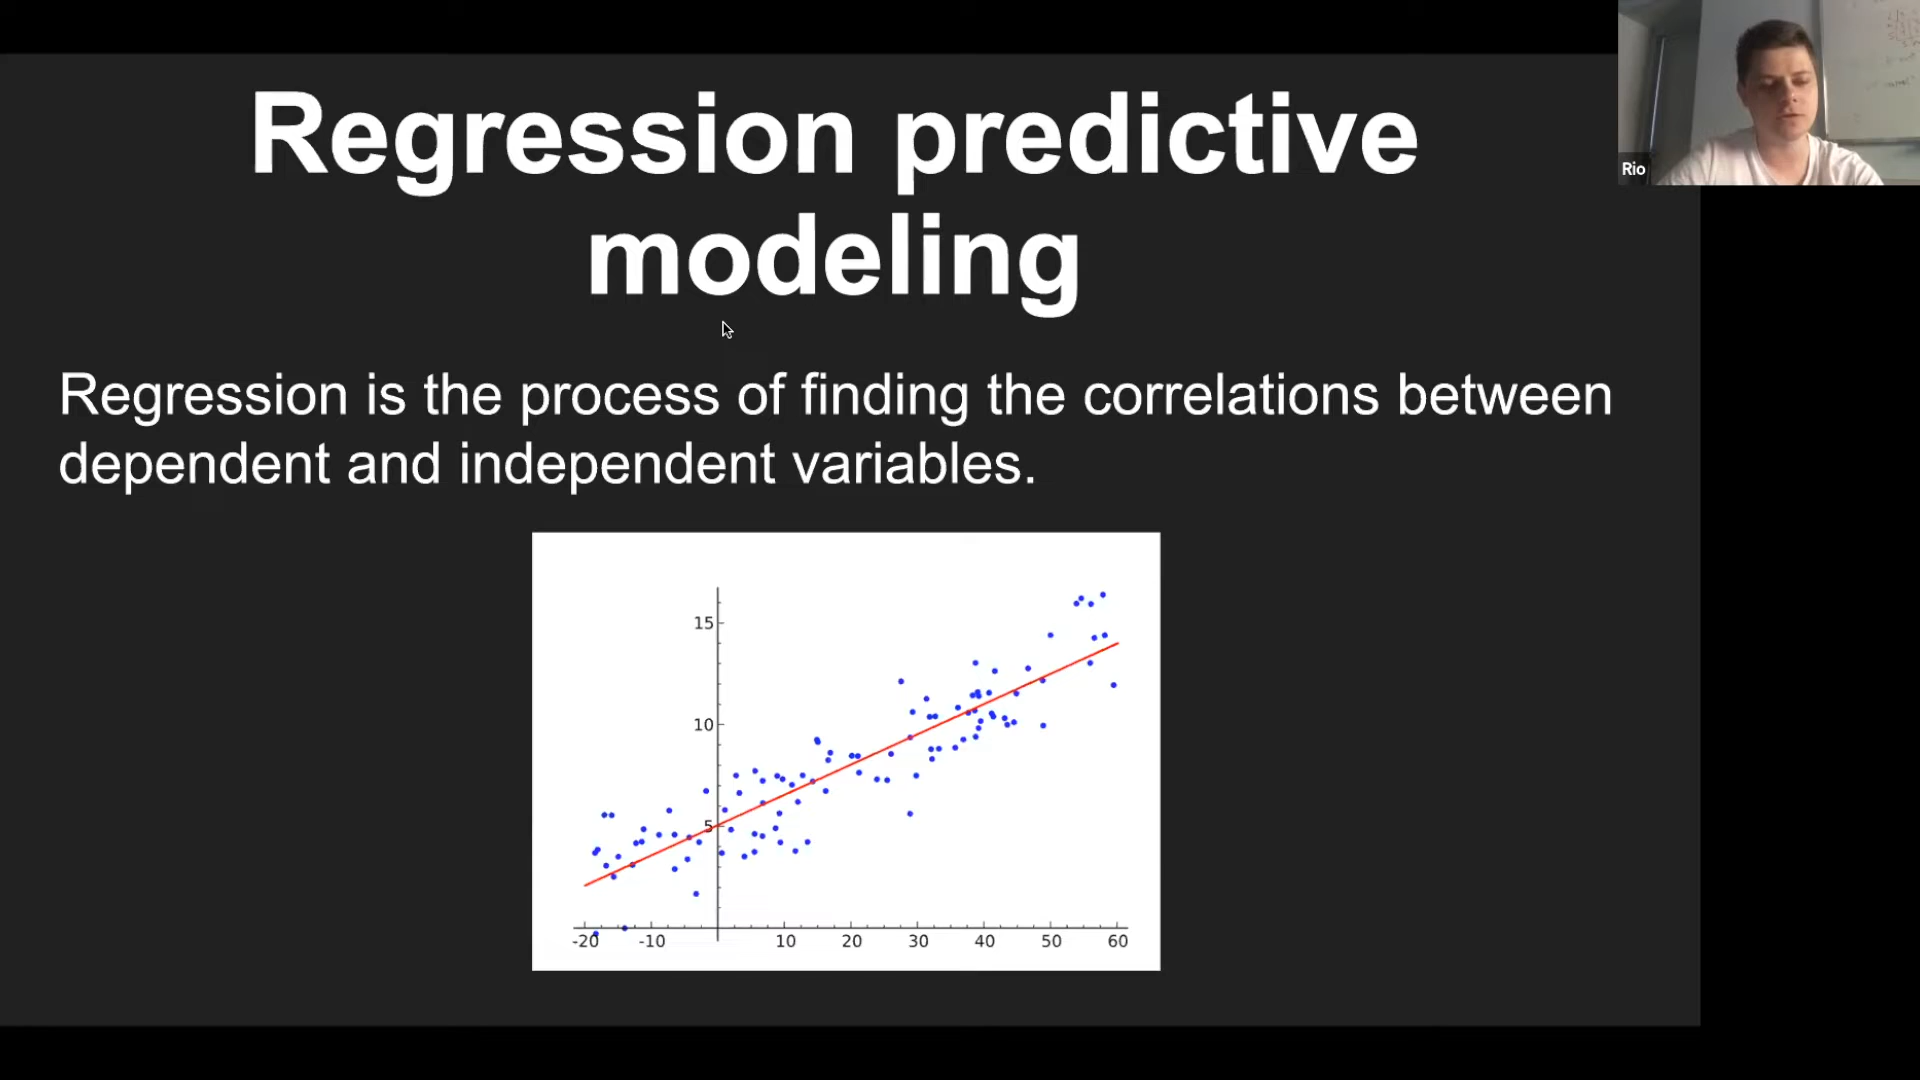 Regression predictive
modeling
Rio
Regression is the process of finding the correlations between
dependent and independent variables.
15
10
5
-20 -10 10 20 30 40 50 60